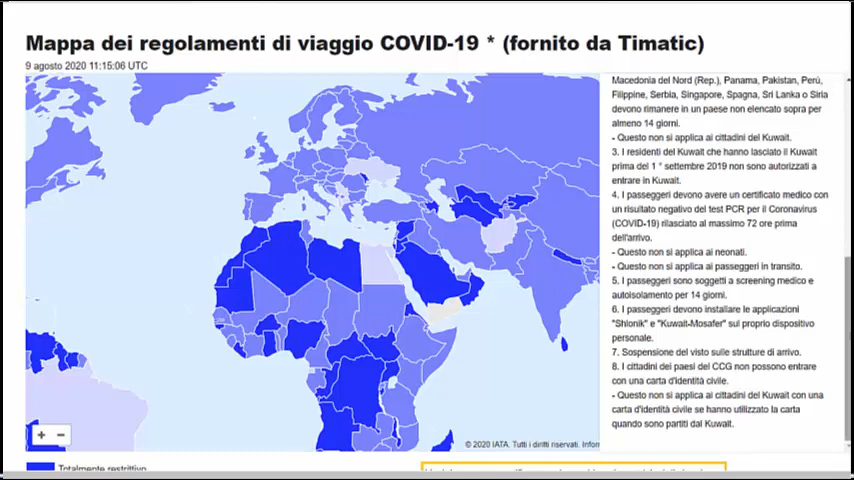 Mappa dei regolamenti di viaggio COVID-19 * (fornito da Timatic)
9 agosto 2020 11:15:06 UTC
Macedonia del Nord (Rep.), Panama, Pakistan, Perù,
Filippine, Serbia, Singapore, Spagna, Sri Lanka o Siria
devono rimanere in un paese non elencato sopra per
almeno 14 giorni.
- Questo non si applica ai cittadini del Kuwait.
3. I residenti del Kuwait che hanno lasciato il Kuwait
prima del 1 ° settembre 2019 non sono autorizzati a
entrare in Kuwait.
4. I passeggeri devono avere un certificato medico con
un risultato negativo del test PCR per il Coronavirus
(COVID-19) rilasciato al massimo 72 ore prima
dell'arrivo.
- Questo non si applica ai neonati.
- Questo non si applica ai passeggeri in transito.
5. I passeggeri sono soggetti a screening medico e
autoisolamento per 14 giorni.
6. I passeggeri devono installare le applicazioni
"Shlonik" e "Kuwait-Mosafer" sul proprio dispositivo
personale.
7. Sospensione del visto sulle strutture di arrivo.
8. I cittadini dei paesi del CCG non possono entrare
con una carta d'identità civile.
- Questo non si applica ai cittadini del Kuwait con una
carta d'identità civile se hanno utilizzato la carta
quando sono partiti dal Kuwait.
+ −
© 2020 IATA. Tutti i diritti riservati. Inform
Totalmente restrittivo